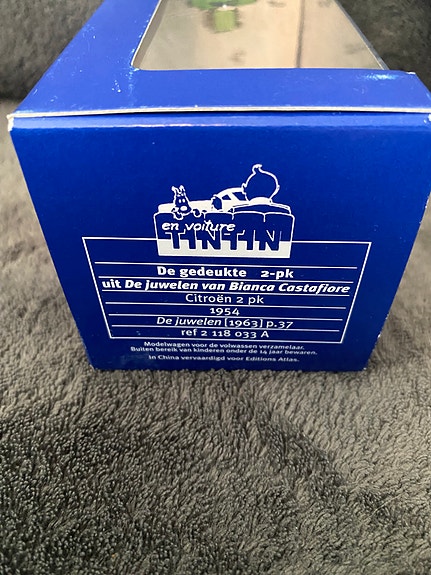 en voiture
TINTIN
De gedeukte 2-pk
uit De juwelen van Bianca Castafiore
Citroën 2 pk
1954
De juwelen [1963] p.37
ref 2 118 033 A
Modelwagen voor de volwassen verzamelaar.
Buiten bereik van kinderen onder de 14 jaar bewaren.
In China vervaardigd voor Editions Atlas.